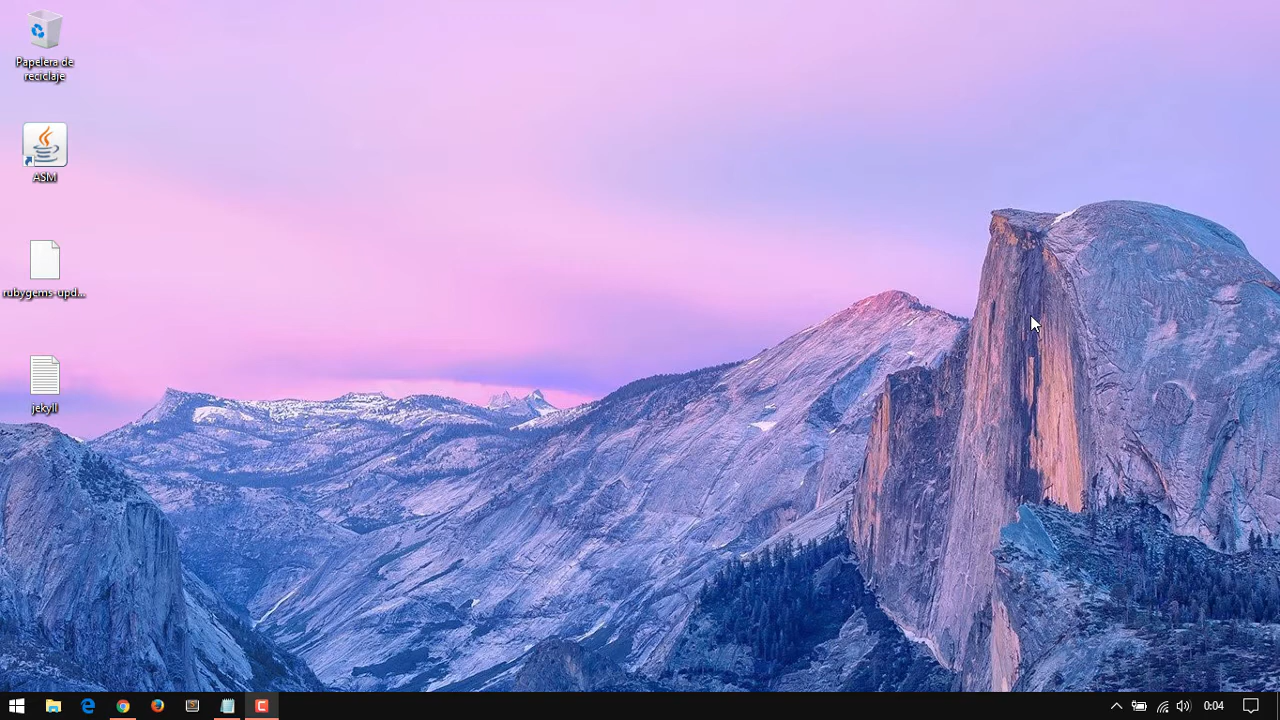 Papelera de
reciclaje
ASM
rubygems-upd...
jekyll
0:04